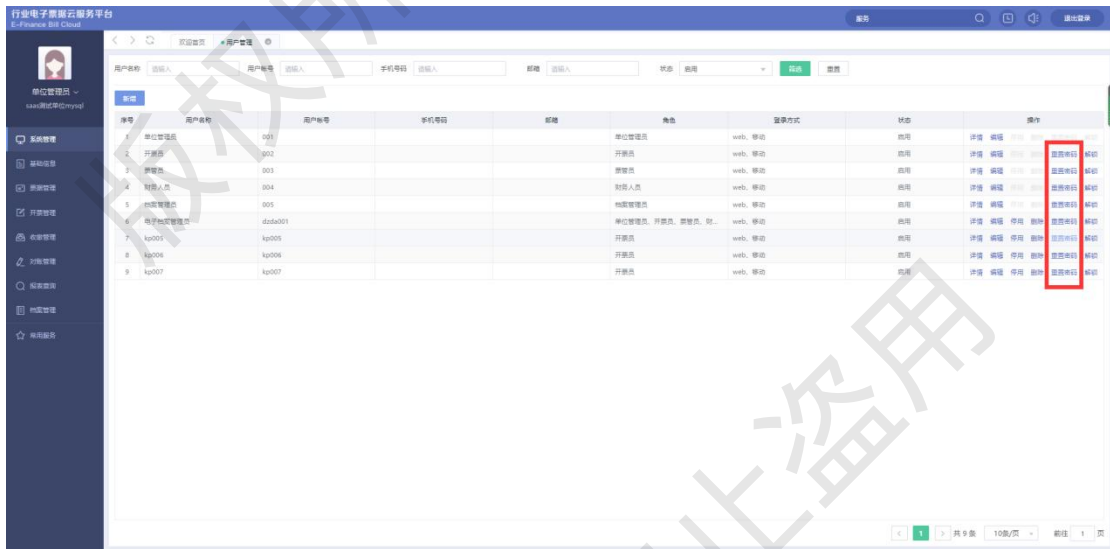 行业电子票据云服务平台
E-Finance Bill Cloud
服务
退出登录
欢迎首页 用户管理
单位管理员
saas测试单位mysql
用户名称 请输入 用户帐号 请输入 手机号码 请输入 邮箱 请输入 状态 启用 筛选 重置
新增
序号 用户名称 用户帐号 手机号码 邮箱 角色 登录方式 状态 操作
1 单位管理员 001 单位管理员 web、移动 启用 详情 编辑
2 开票员 002 开票员 web、移动 启用 详情 编辑 重置密码 解锁
3 票管员 003 票管员 web、移动 启用 详情 编辑 重置密码 解锁
4 财务人员 004 财务人员 web、移动 启用 详情 编辑 重置密码 解锁
5 档案管理员 005 档案管理员 web、移动 启用 详情 编辑 重置密码 解锁
6 电子档案管理员 dzda001 单位管理员、开票员、票管员、财... web、移动 启用 详情 编辑 停用 删除 重置密码 解锁
7 kp005 kp005 开票员 web、移动 启用 详情 编辑 停用 删除 重置密码 解锁
8 kp006 kp006 开票员 web、移动 启用 详情 编辑 停用 删除 重置密码 解锁
9 kp007 kp007 开票员 web、移动 启用 详情 编辑 停用 删除 重置密码 解锁
系统管理
基础信息
票据管理
开票管理
收缴管理
对账管理
报表查询
档案管理
常用服务
共 9 条 10条/页 前往 1 页
1
版权所
止盗用